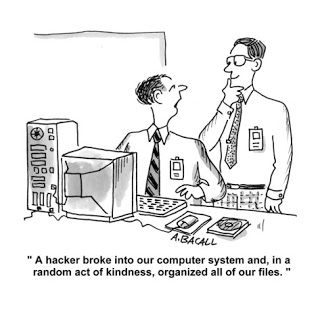 A.BACALL
" A hacker broke into our computer system and, in a
random act of kindness, organized all of our files. "